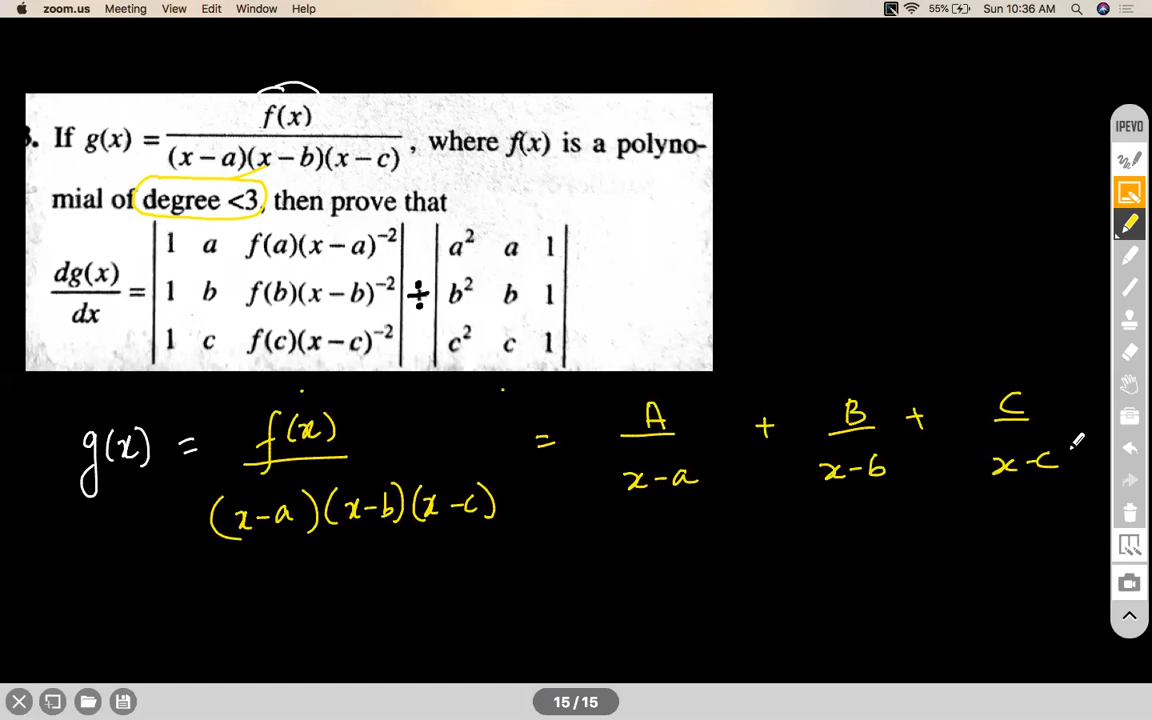 zoom.us Meeting View Edit Window Help 55% Sun 10:36 AM
f(x)
3. If g(x) = ———, where f(x) is a polyno-
(x – a)(x – b)(x – c)
mial of degree <3, then prove that
| 1 a f(a)(x – a)⁻² | | a² a 1 |
dg(x)/dx = | 1 b f(b)(x – b)⁻² | ÷ | b² b 1 |
| 1 c f(c)(x – c)⁻² | | c² c 1 |
g(x) = f(x) / (x-a)(x-b)(x-c) = A / x-a + B / x-b + C / x-c
IPEVO
15 / 15